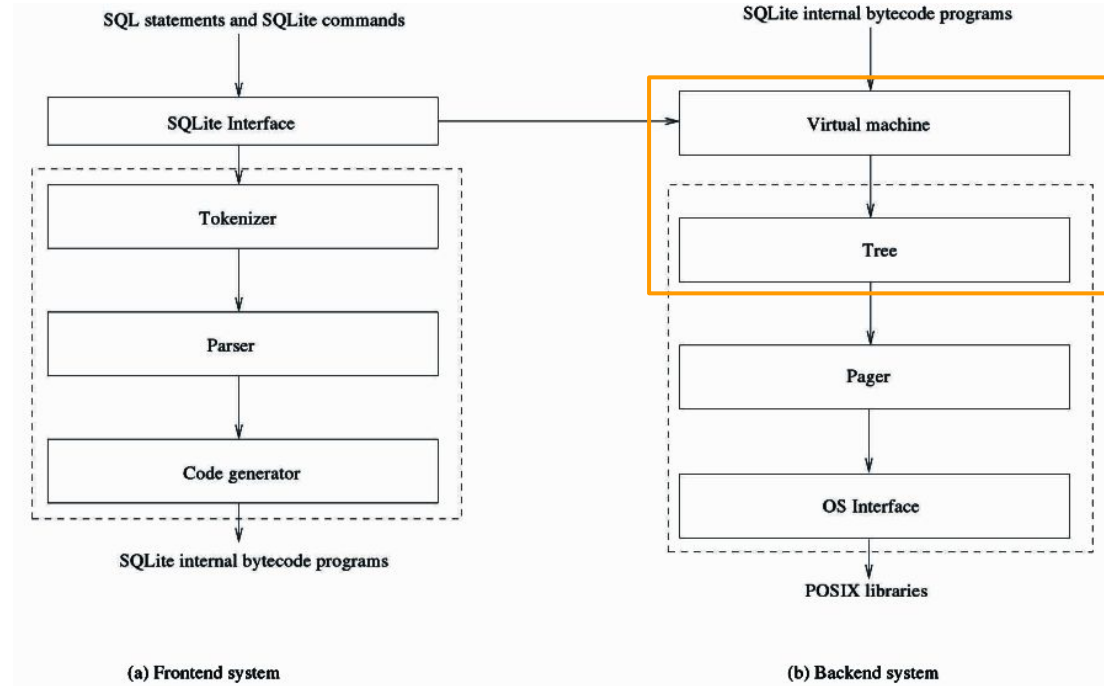 SQL statements and SQLite commands
SQLite Interface
Tokenizer
Parser
Code generator
SQLite internal bytecode programs
(a) Frontend system
SQLite internal bytecode programs
Virtual machine
Tree
Pager
OS Interface
POSIX libraries
(b) Backend system